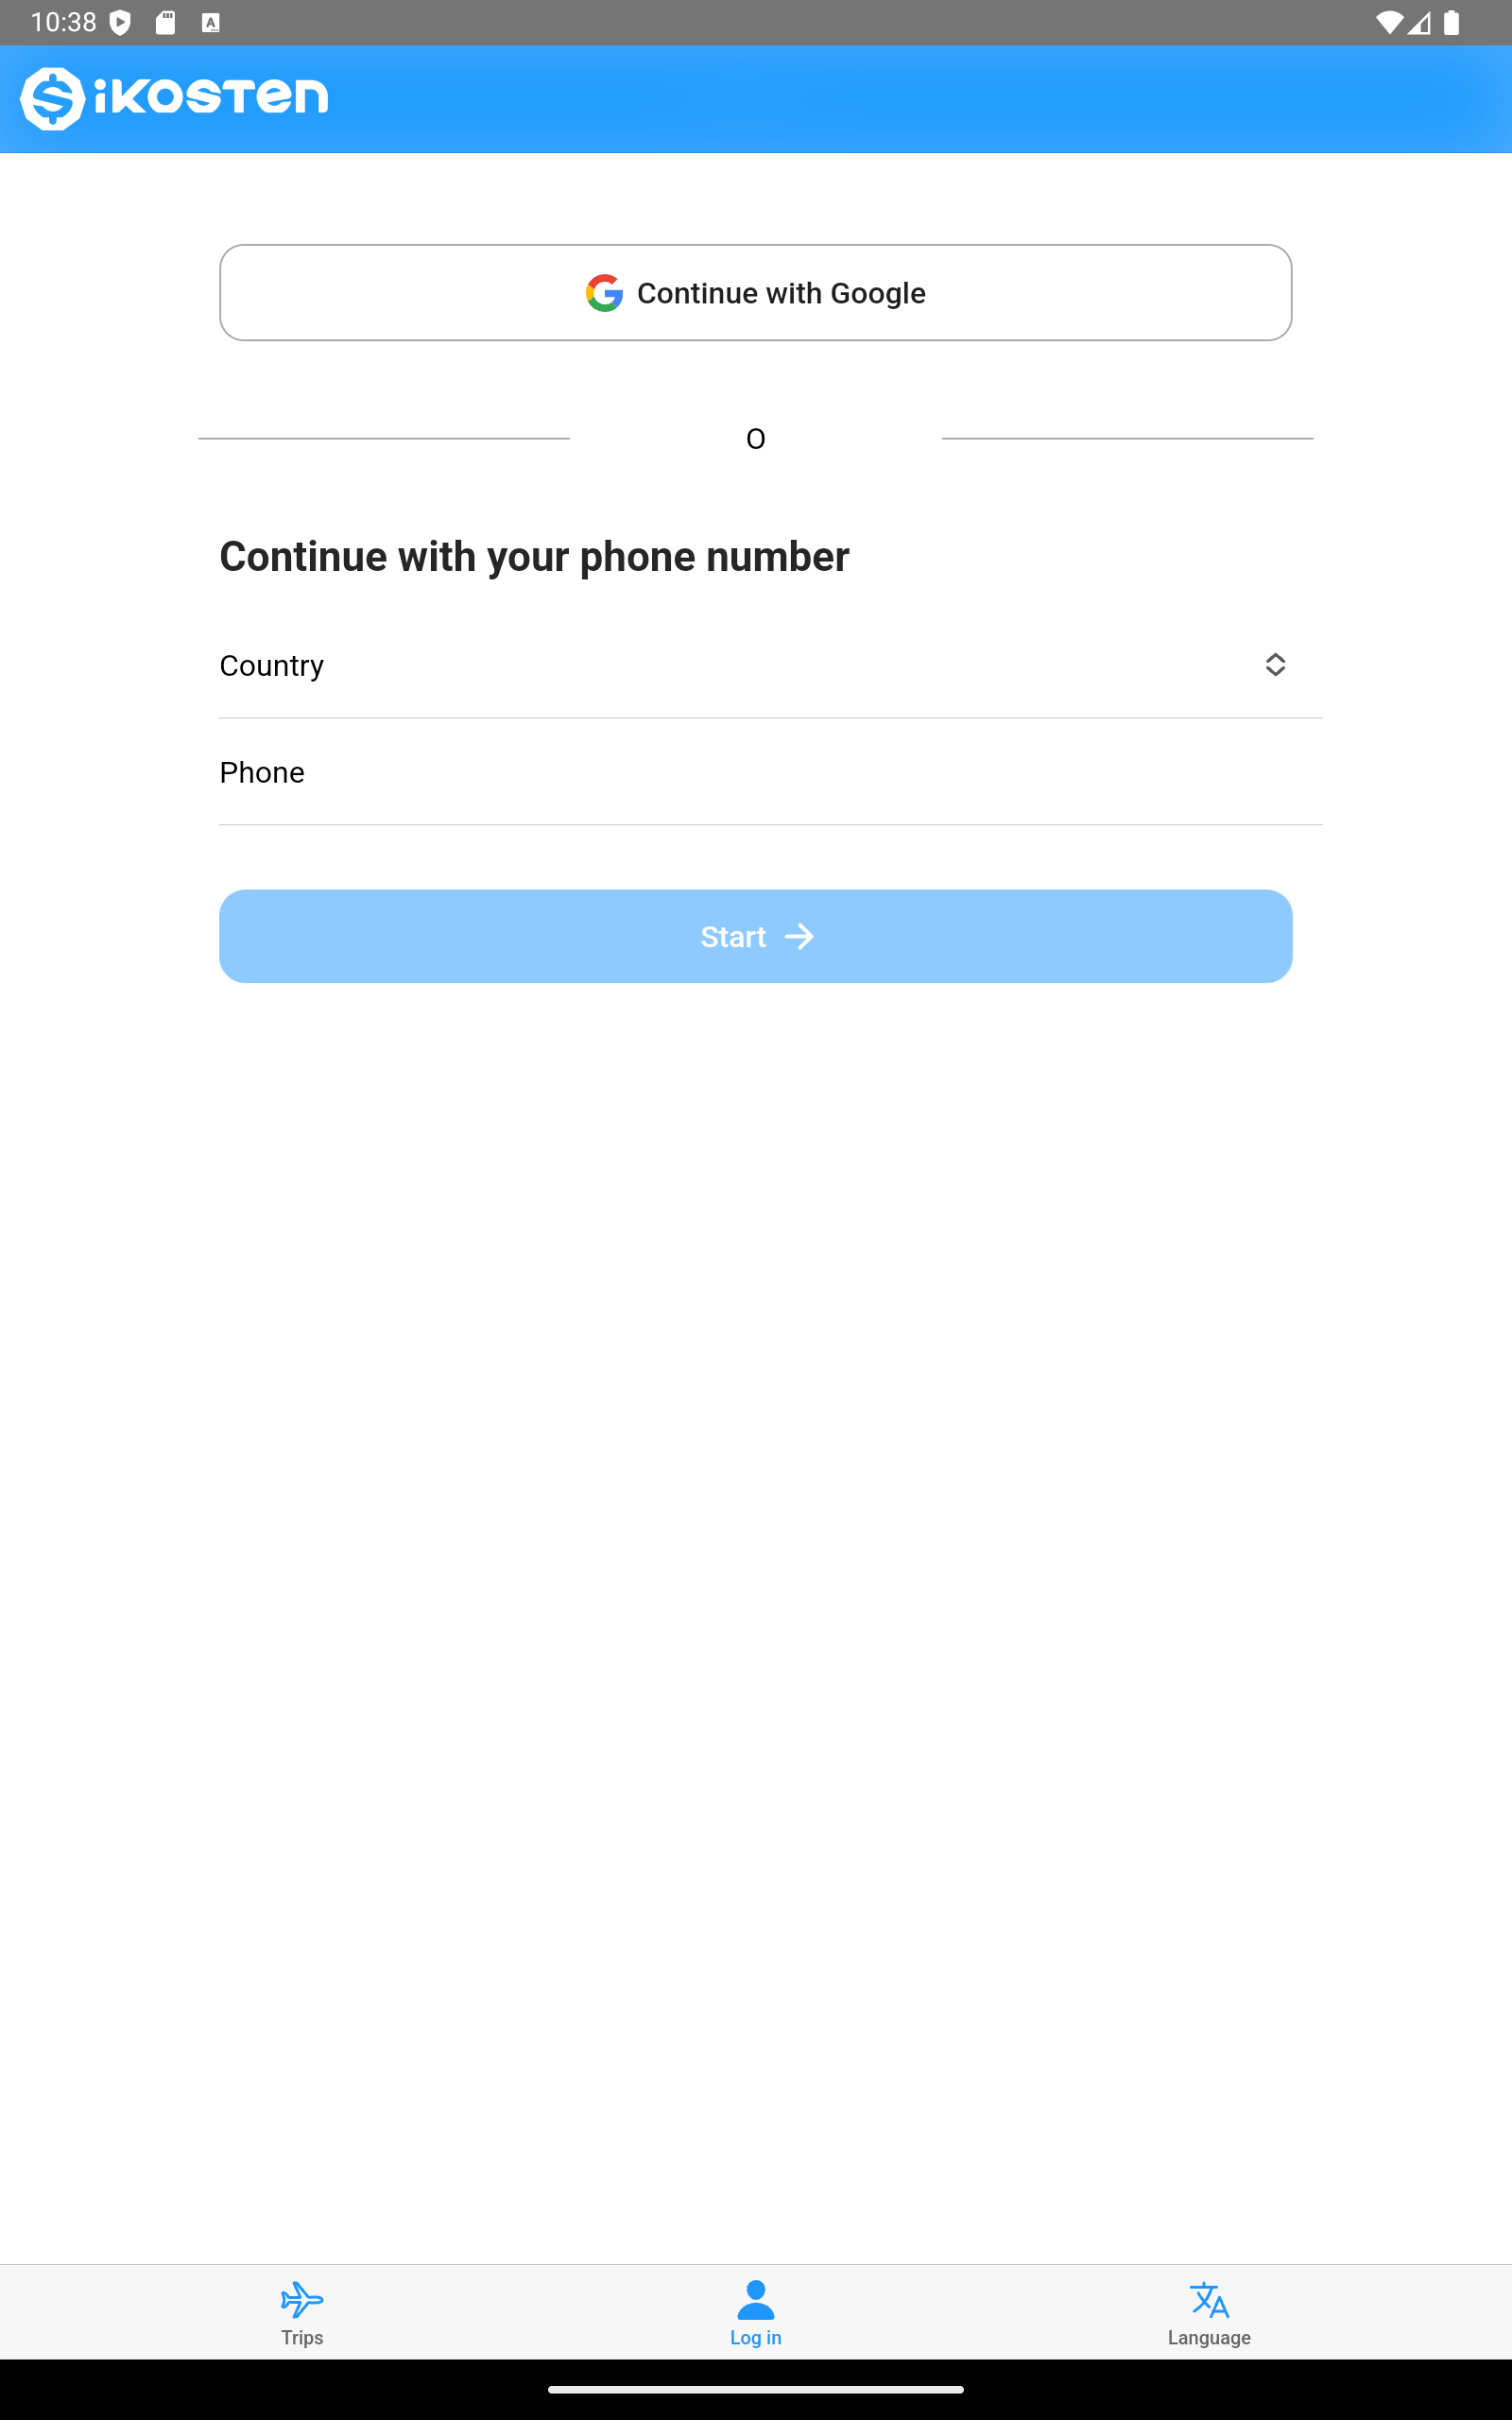 10:38
iKOSTEN
Continue with Google
O
Continue with your phone number
Country
Phone
Start
Trips
Log in
Language